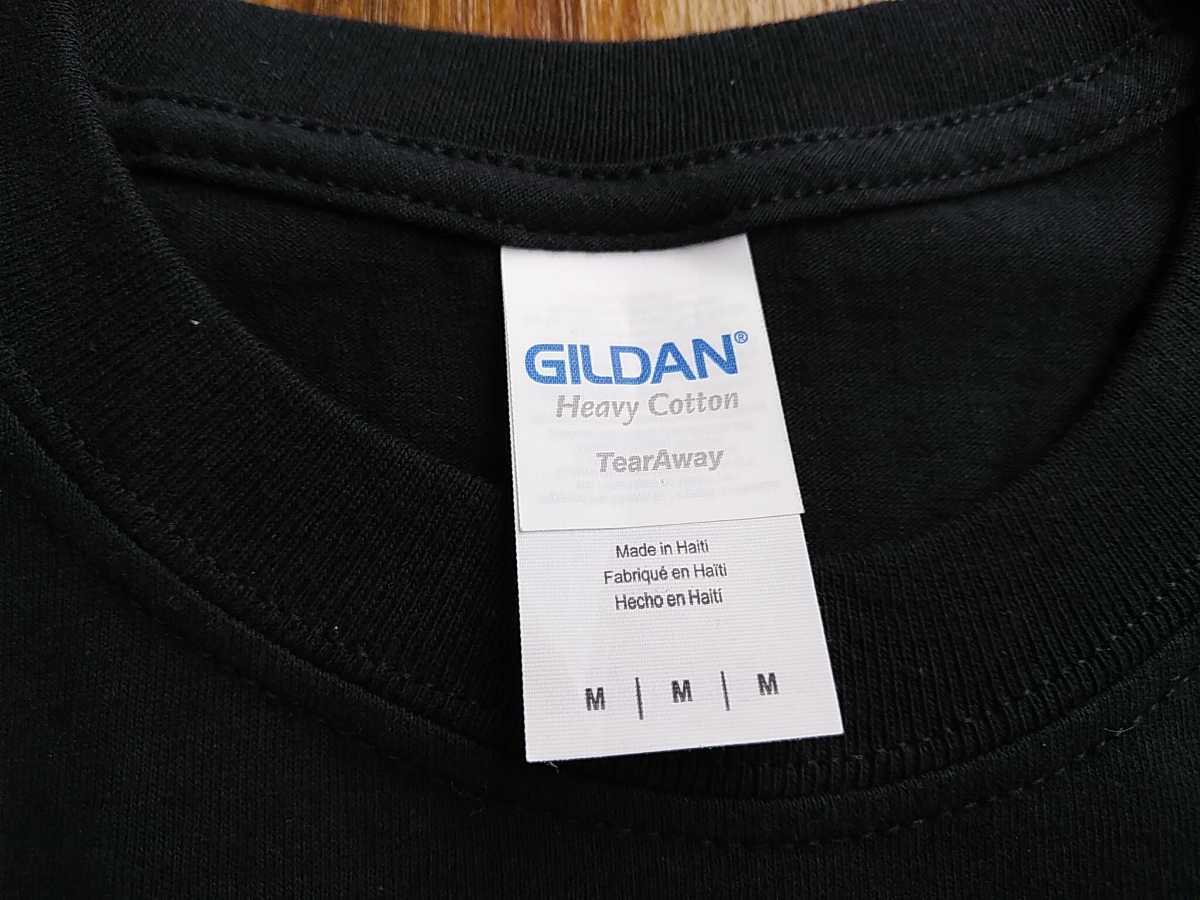 GILDAN®
Heavy Cotton
TearAway
Made in Haiti
Fabriqué en Haïti
Hecho en Haití
M | M | M